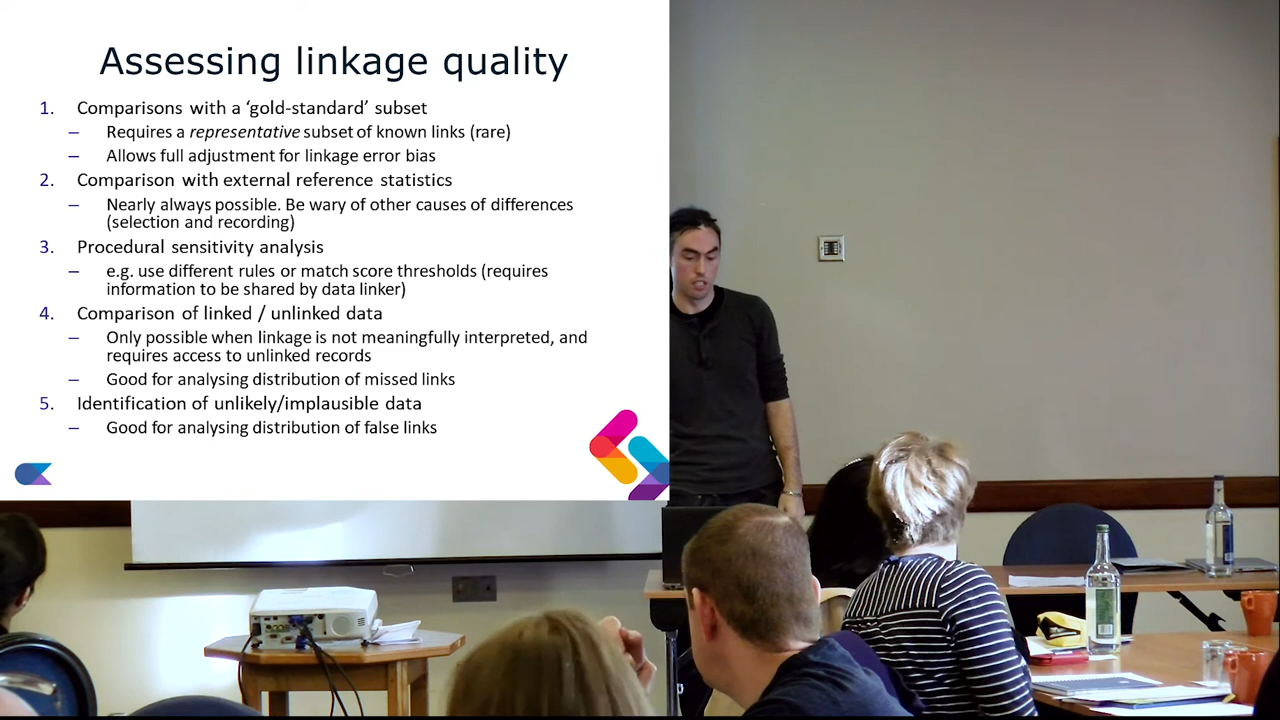 Assessing linkage quality
1. Comparisons with a ‘gold-standard’ subset
– Requires a representative subset of known links (rare)
– Allows full adjustment for linkage error bias
2. Comparison with external reference statistics
– Nearly always possible. Be wary of other causes of differences
(selection and recording)
3. Procedural sensitivity analysis
– e.g. use different rules or match score thresholds (requires
information to be shared by data linker)
4. Comparison of linked / unlinked data
– Only possible when linkage is not meaningfully interpreted, and
requires access to unlinked records
– Good for analysing distribution of missed links
5. Identification of unlikely/implausible data
– Good for analysing distribution of false links